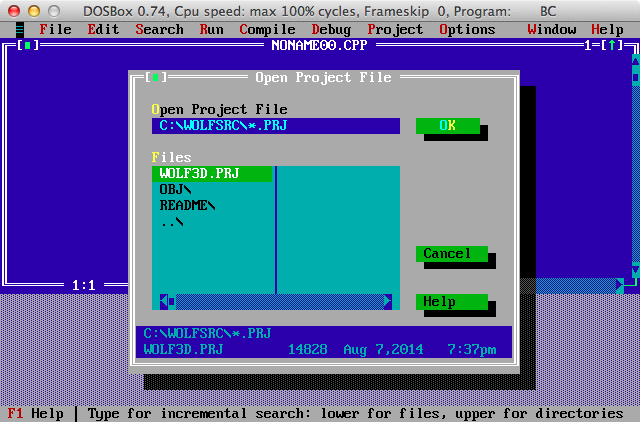 DOSBox 0.74, Cpu speed: max 100% cycles, Frameskip 0, Program: BC
≡ File Edit Search Run Compile Debug Project Options Window Help
[■] NONAME00.CPP 1=[↑]
[■] Open Project File
Open Project File
C:\WOLFSRC\*.PRJ OK
Files
WOLF3D.PRJ
OBJ\
README\
..\
Cancel
Help
C:\WOLFSRC\*.PRJ
WOLF3D.PRJ 14828 Aug 7,2014 7:37pm
1:1
F1 Help | Type for incremental search: lower for files, upper for directories